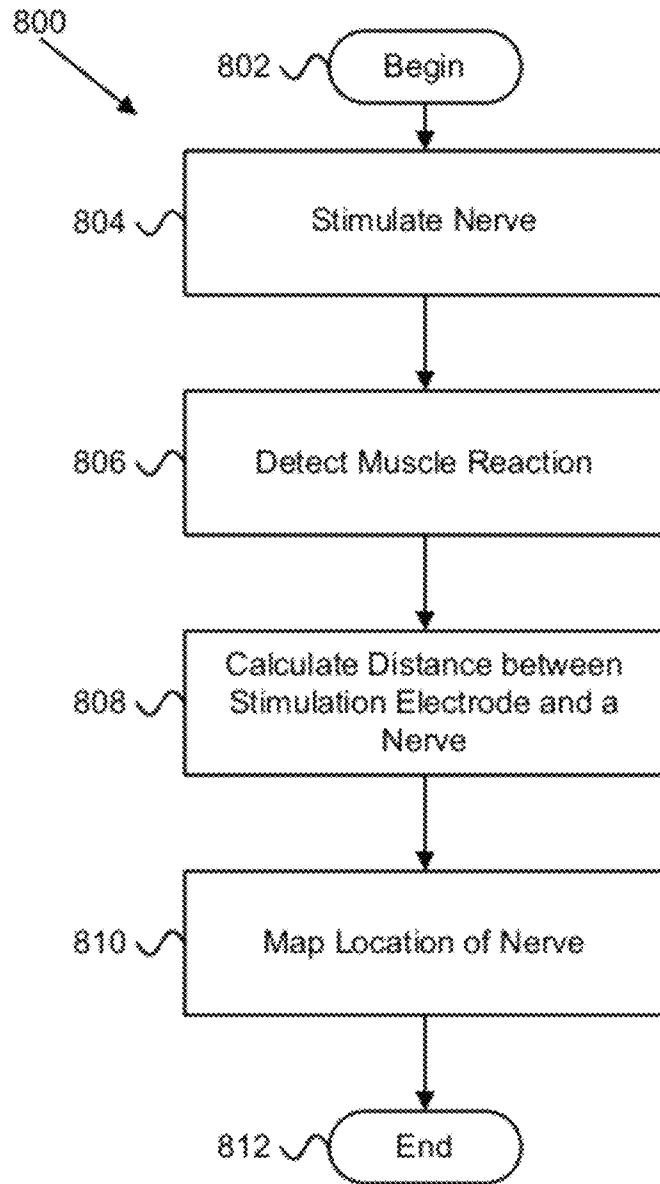 800
802
Begin
804
Stimulate Nerve
806
Detect Muscle Reaction
808
Calculate Distance between
Stimulation Electrode and a
Nerve
810
Map Location of Nerve
812
End